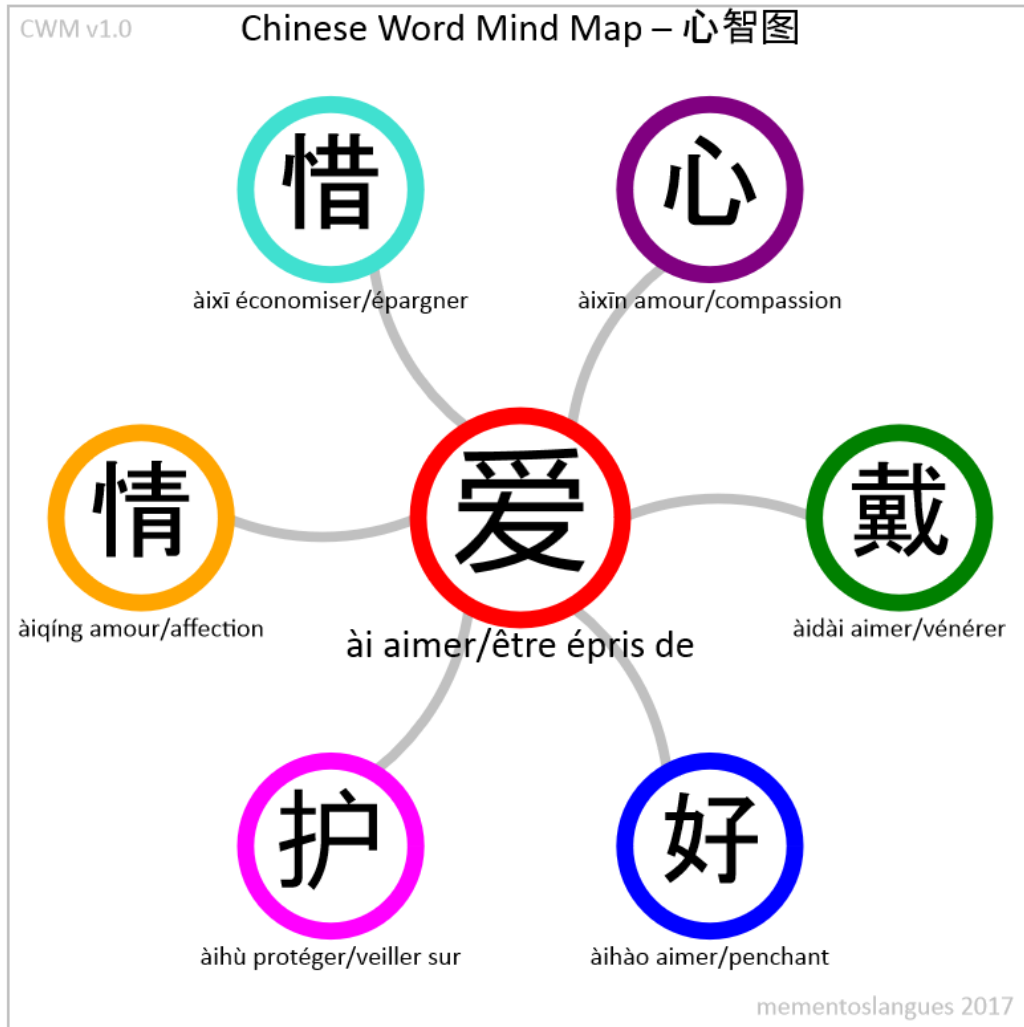 CWM v1.0
Chinese Word Mind Map – 心智图
惜
àixī économiser/épargner
心
àixīn amour/compassion
情
àiqíng amour/affection
爱
ài aimer/être épris de
戴
àidài aimer/vénérer
护
àihù protéger/veiller sur
好
àihào aimer/penchant
mementoslangues 2017